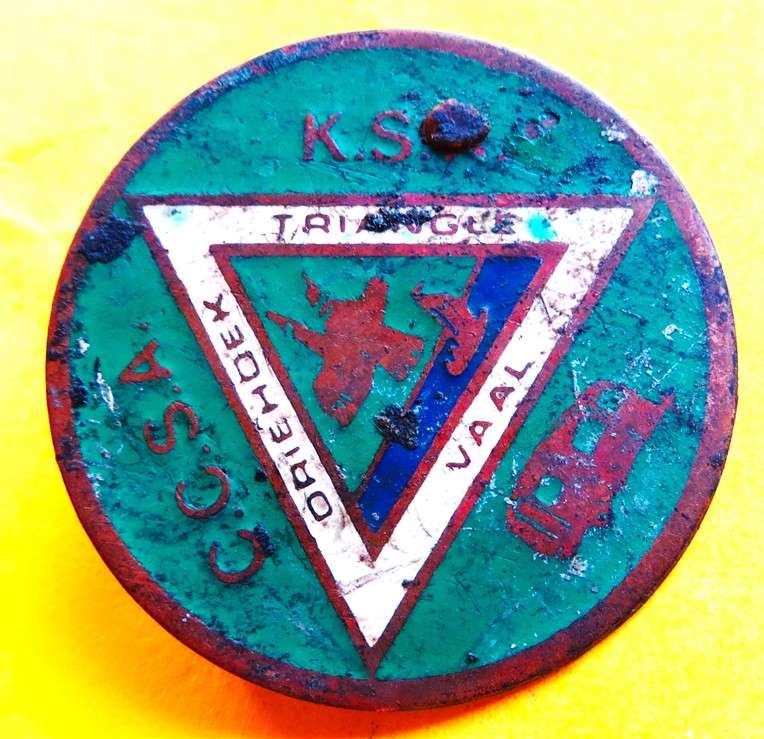 K.S.
TRIANGLE
DRIEHOEK
VAAL
C.C.S.A.